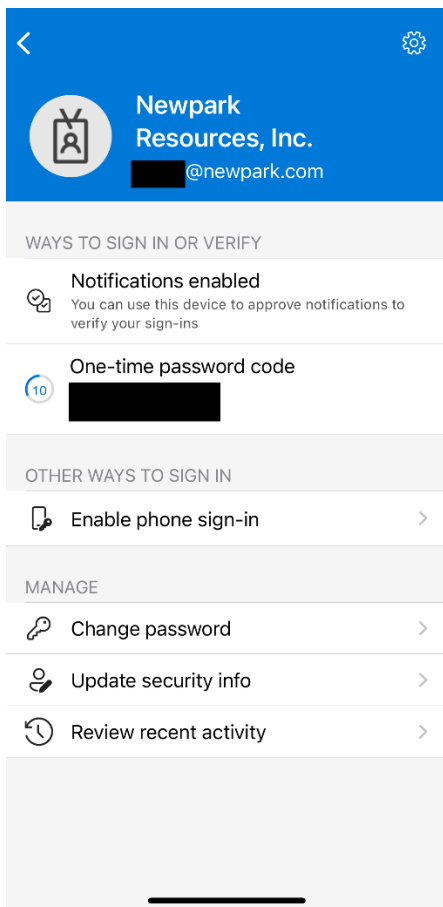 Newpark
Resources, Inc.
@newpark.com
WAYS TO SIGN IN OR VERIFY
Notifications enabled
You can use this device to approve notifications to
verify your sign-ins
One-time password code
10
OTHER WAYS TO SIGN IN
Enable phone sign-in
MANAGE
Change password
Update security info
Review recent activity